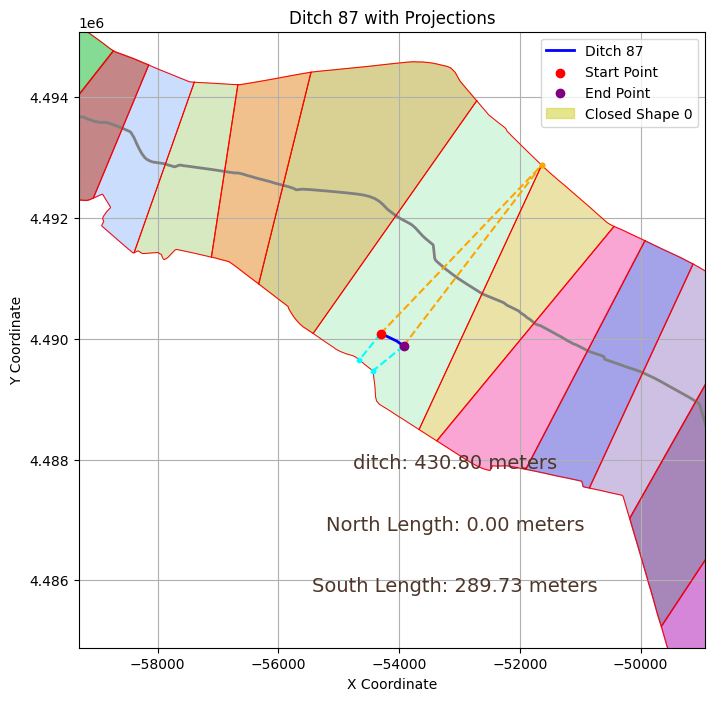 Ditch 87 with Projections
1e6
Ditch 87
Start Point
End Point
Closed Shape 0
4.494
4.492
4.490
4.488
4.486
Y Coordinate
ditch: 430.80 meters
North Length: 0.00 meters
South Length: 289.73 meters
−58000 −56000 −54000 −52000 −50000
X Coordinate